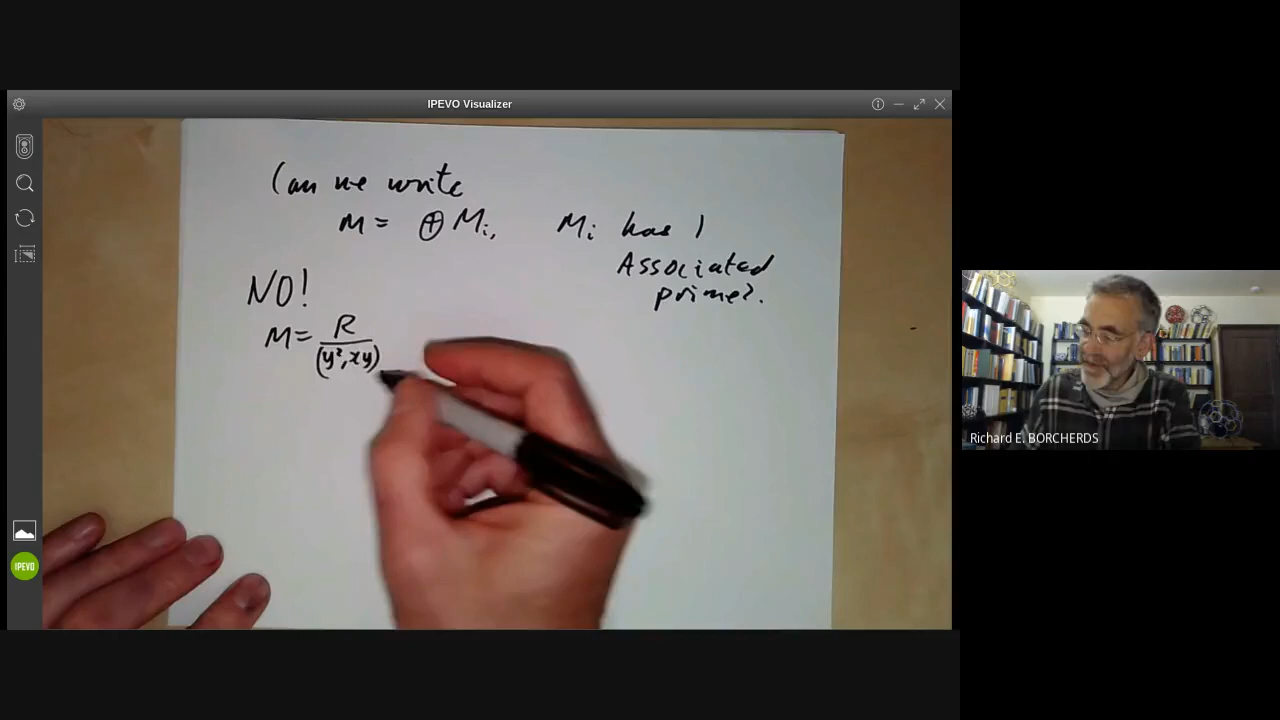 IPEVO Visualizer
Can we write
M = ⊕ Mi, Mi has 1
Associated
prime?.
NO!
M = R
(y², xy)
IPEVO
Richard E. BORCHERDS